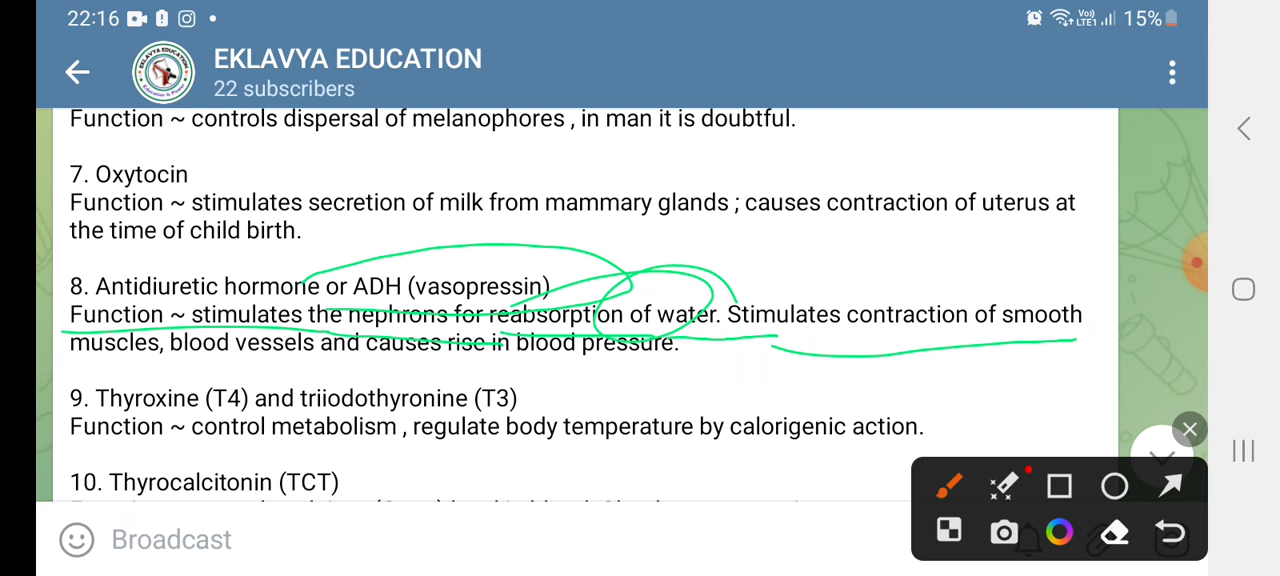 22:16
Vo))
LTE1
15%
EKLAVYA EDUCATION
22 subscribers
Function ~ controls dispersal of melanophores , in man it is doubtful.
7. Oxytocin
Function ~ stimulates secretion of milk from mammary glands ; causes contraction of uterus at
the time of child birth.
8. Antidiuretic hormone or ADH (vasopressin)
Function ~ stimulates the nephrons for reabsorption of water. Stimulates contraction of smooth
muscles, blood vessels and causes rise in blood pressure.
9. Thyroxine (T4) and triiodothyronine (T3)
Function ~ control metabolism , regulate body temperature by calorigenic action.
10. Thyrocalcitonin (TCT)
Broadcast